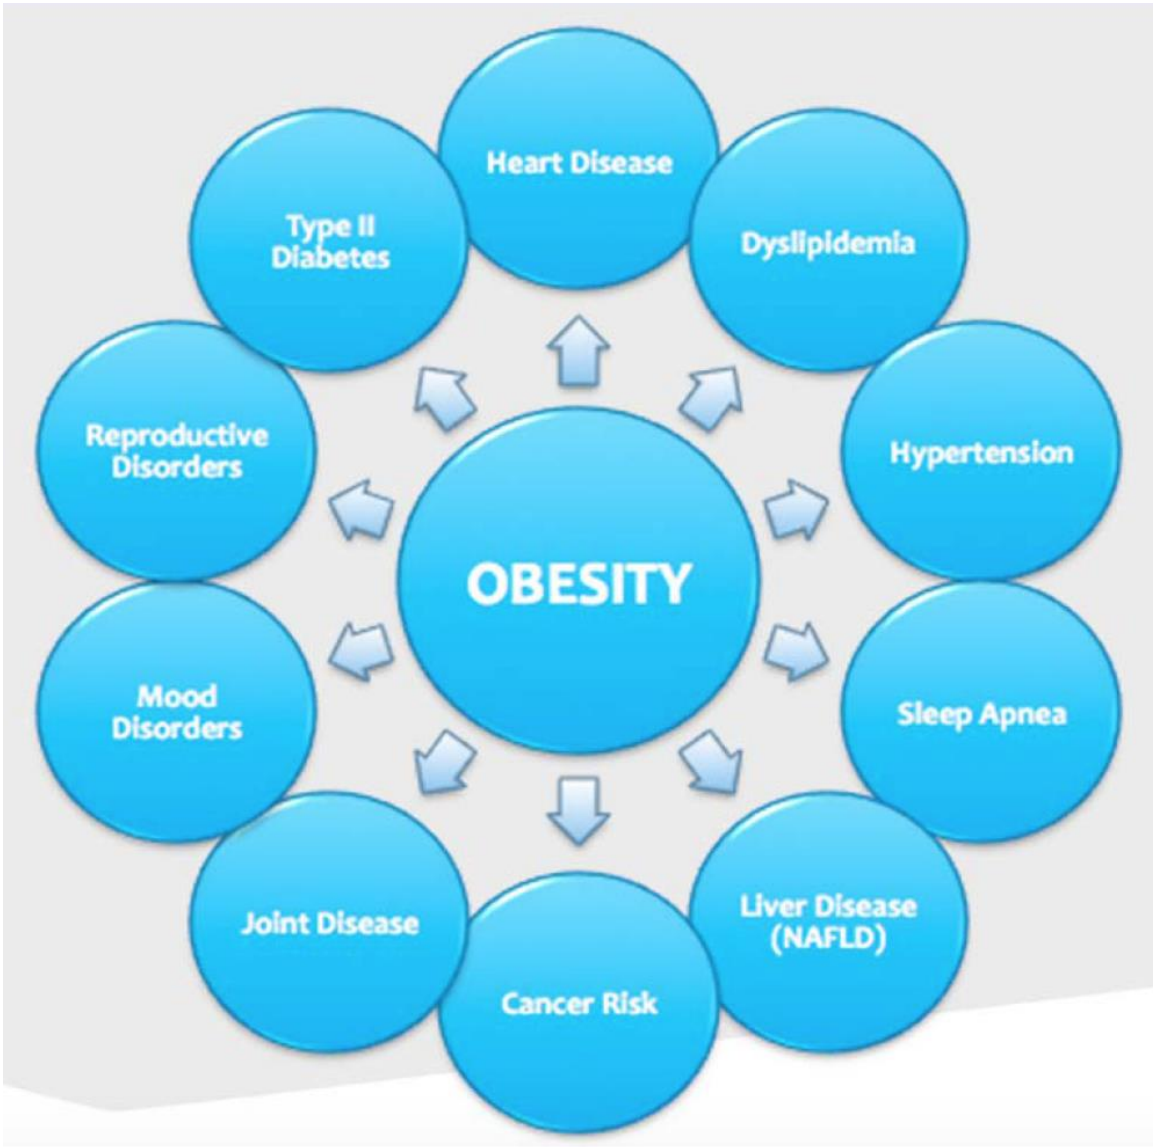 Heart Disease
Dyslipidemia
Hypertension
Sleep Apnea
Liver Disease
(NAFLD)
Cancer Risk
Joint Disease
Mood
Disorders
Reproductive
Disorders
Type II
Diabetes
OBESITY